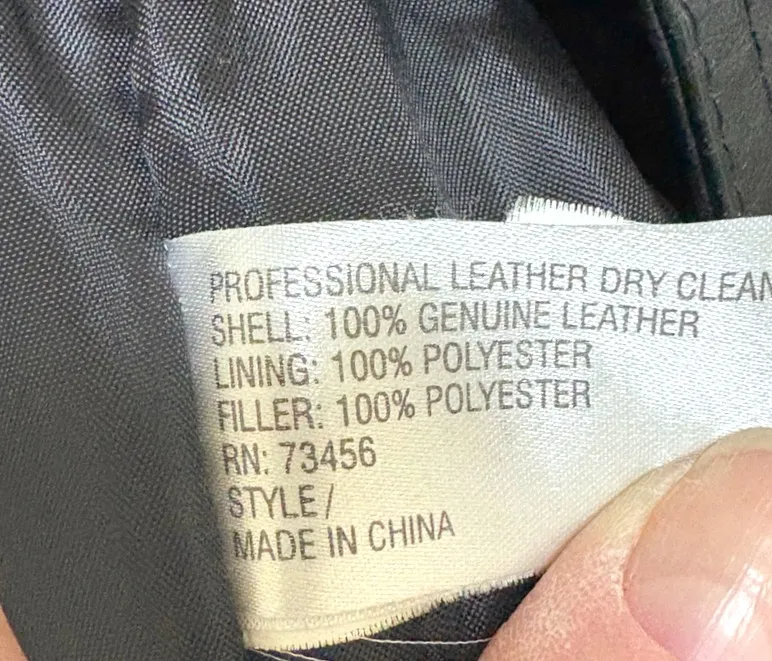 PROFESSIONAL LEATHER DRY CLEAN
SHELL: 100% GENUINE LEATHER
LINING: 100% POLYESTER
FILLER: 100% POLYESTER
RN: 73456
STYLE/
MADE IN CHINA